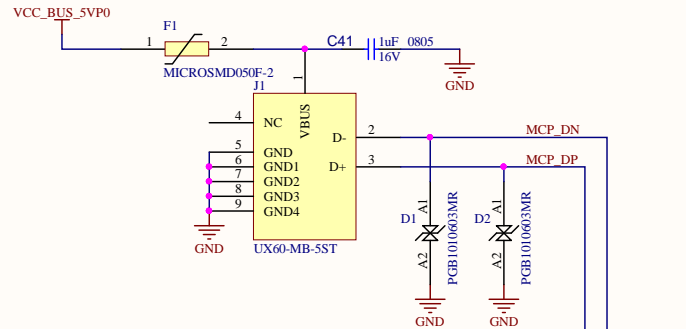 VCC_BUS_5VP0
F1
1 2
MICROSMD050F-2
C41 1uF 0805
16V
GND
J1
1
VBUS
4 NC
5 GND
6 GND1
7 GND2
8 GND3
9 GND4
D- 2 MCP_DN
D+ 3 MCP_DP
GND
UX60-MB-5ST
D1 A1 A2 PGB1010603MR
GND
D2 A1 A2 PGB1010603MR
GND